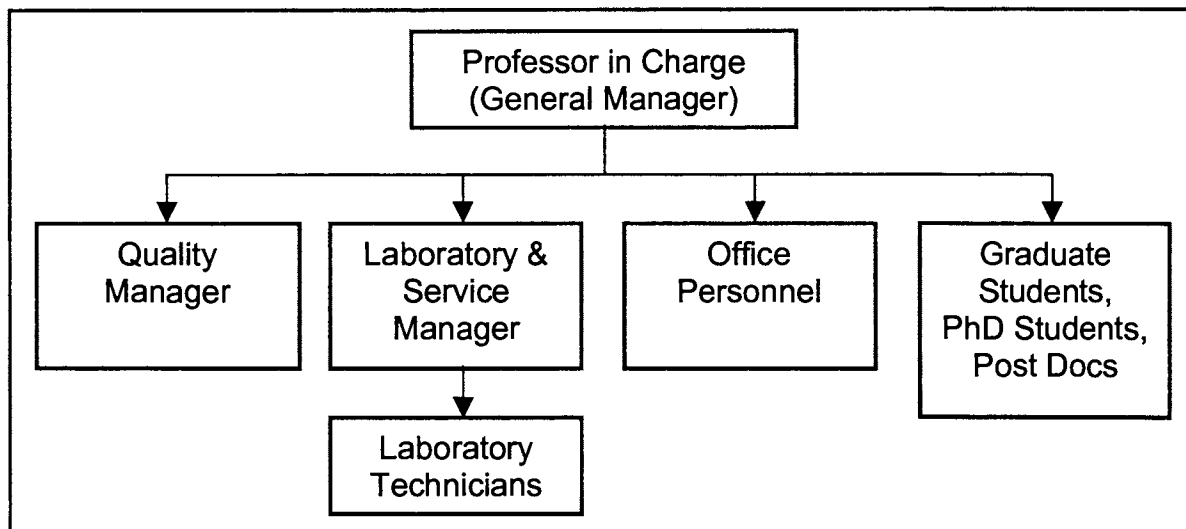 Professor in Charge
(General Manager)
Quality
Manager
Laboratory &
Service
Manager
Office
Personnel
Graduate
Students,
PhD Students,
Post Docs
Laboratory
Technicians